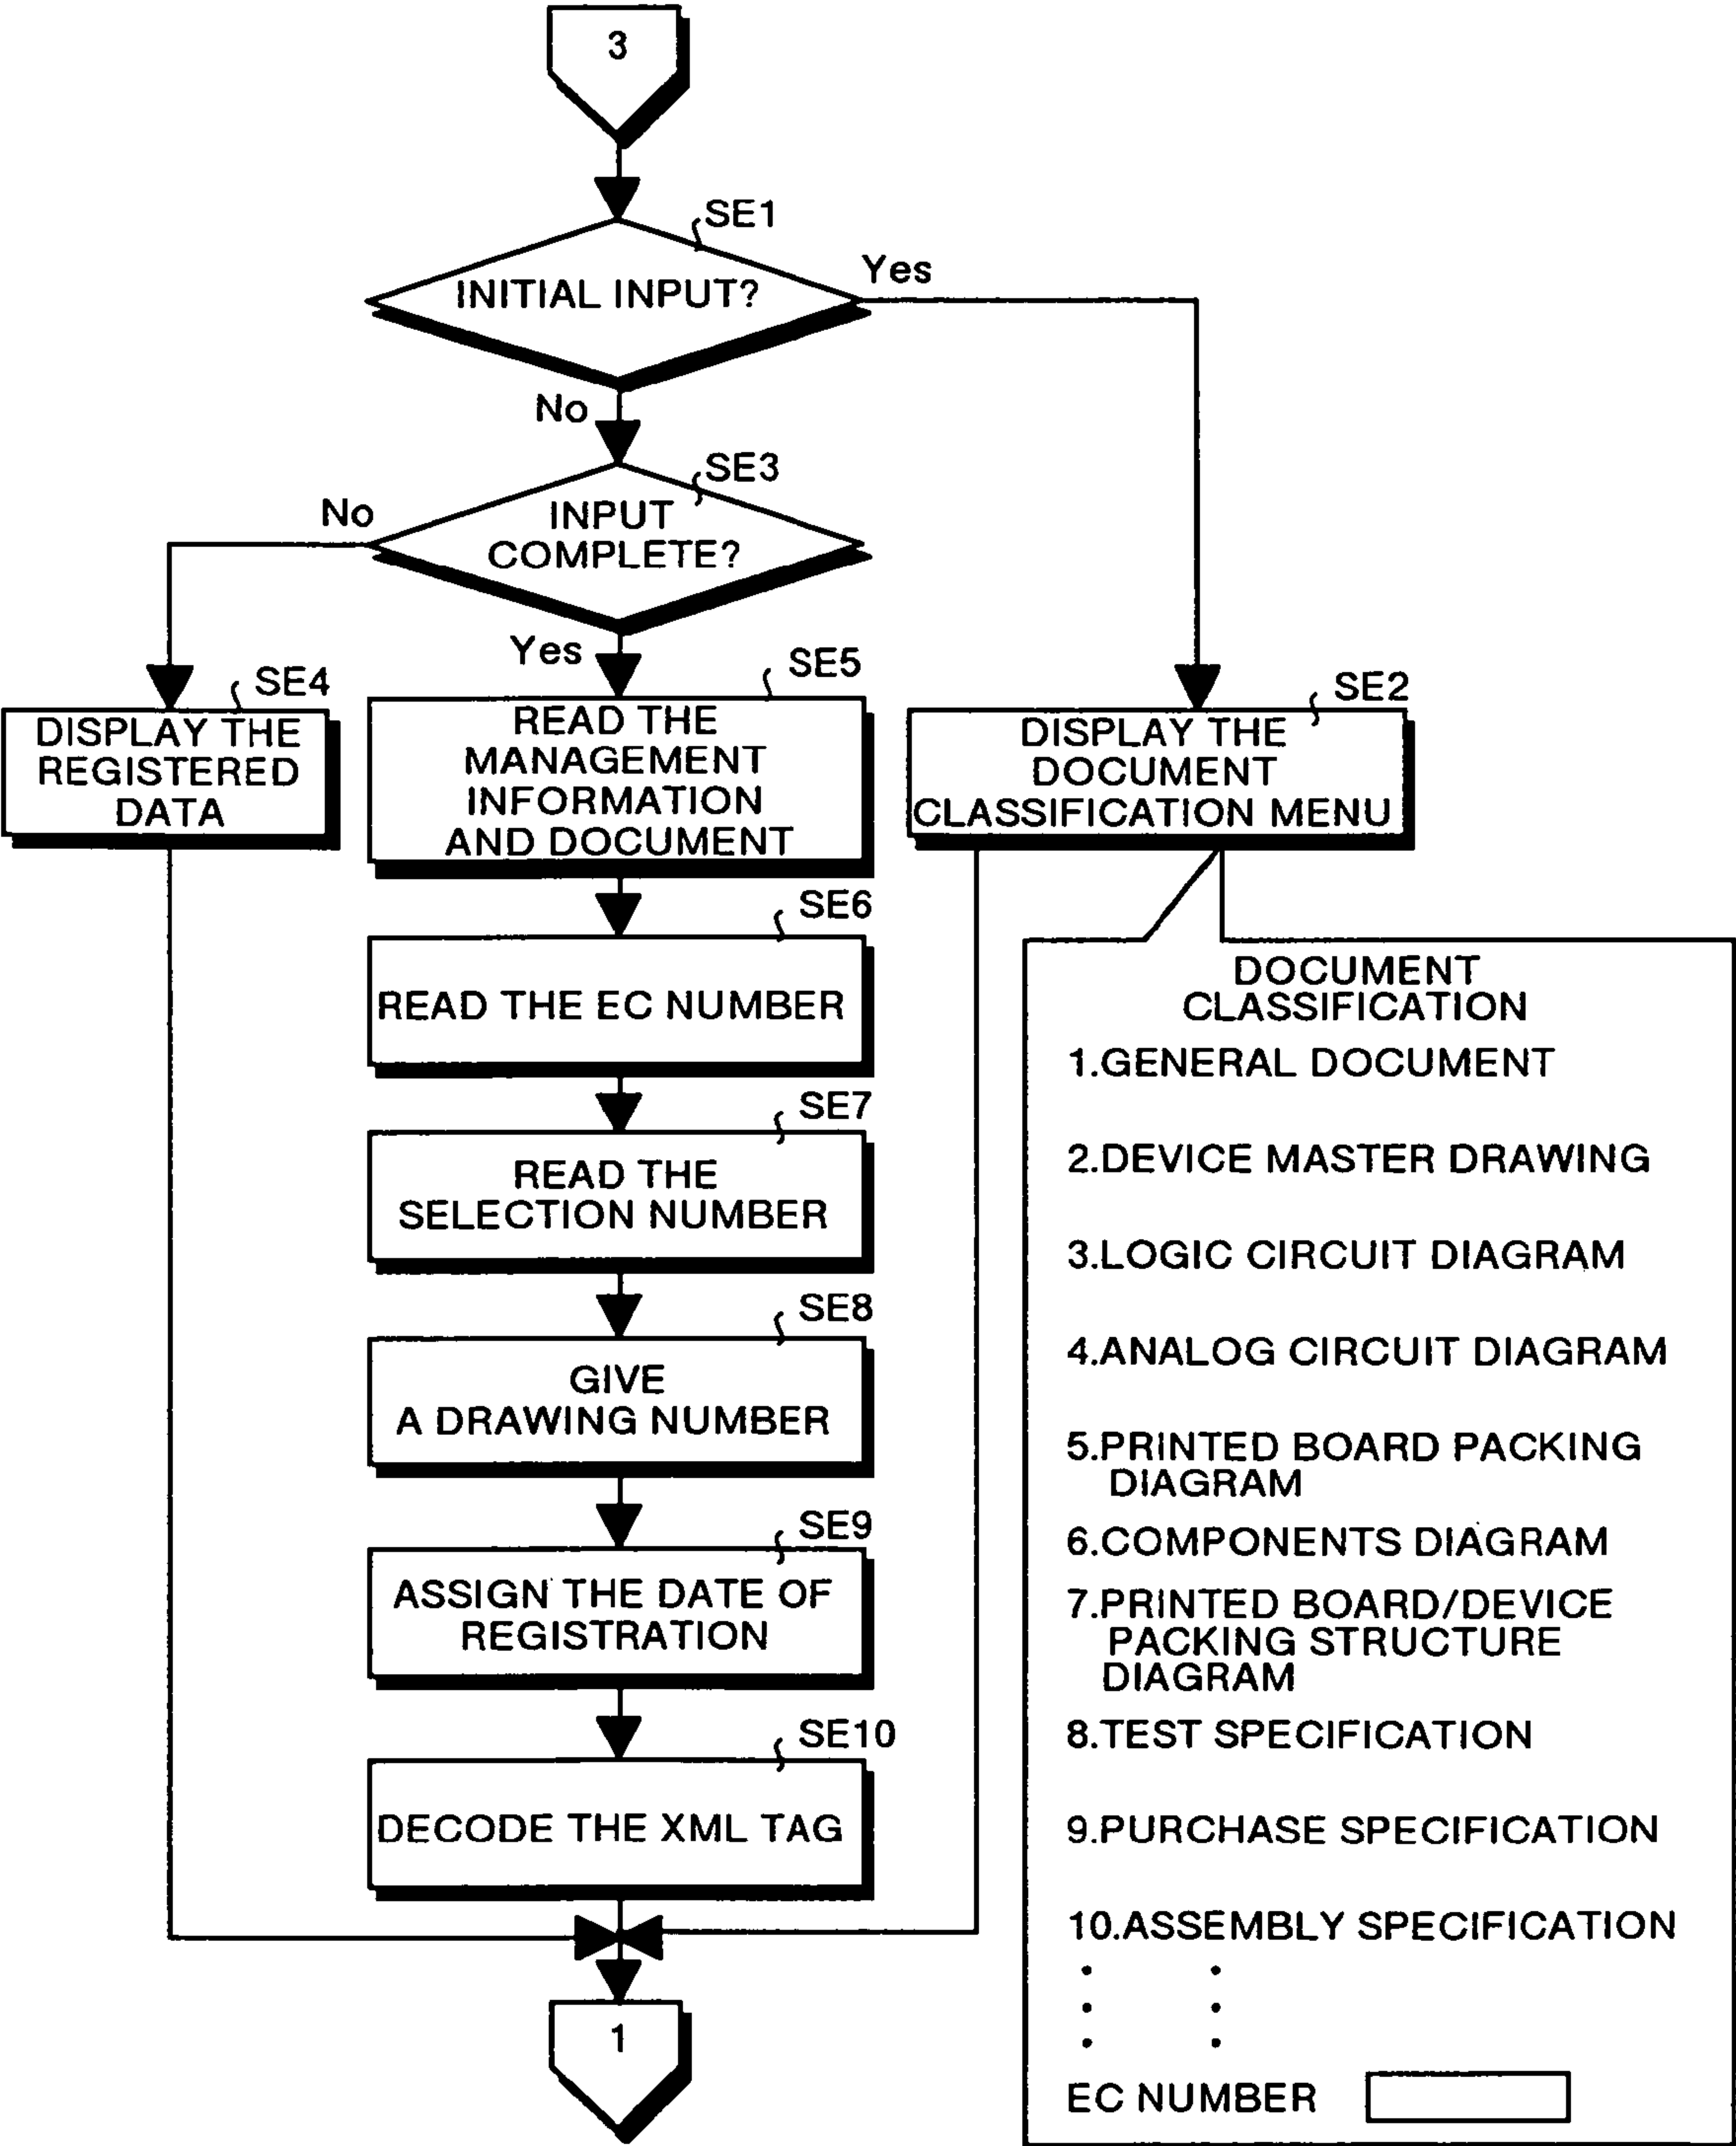 3
SE1
INITIAL INPUT?
Yes
No
SE3
INPUT
COMPLETE?
No
Yes
SE4
DISPLAY THE
REGISTERED
DATA
SE5
READ THE
MANAGEMENT
INFORMATION
AND DOCUMENT
SE2
DISPLAY THE
DOCUMENT
CLASSIFICATION MENU
SE6
READ THE EC NUMBER
SE7
READ THE
SELECTION NUMBER
SE8
GIVE
A DRAWING NUMBER
SE9
ASSIGN THE DATE OF
REGISTRATION
SE10
DECODE THE XML TAG
1
DOCUMENT
CLASSIFICATION
1.GENERAL DOCUMENT
2.DEVICE MASTER DRAWING
3.LOGIC CIRCUIT DIAGRAM
4.ANALOG CIRCUIT DIAGRAM
5.PRINTED BOARD PACKING
DIAGRAM
6.COMPONENTS DIAGRAM
7.PRINTED BOARD/DEVICE
PACKING STRUCTURE
DIAGRAM
8.TEST SPECIFICATION
9.PURCHASE SPECIFICATION
10.ASSEMBLY SPECIFICATION
EC NUMBER